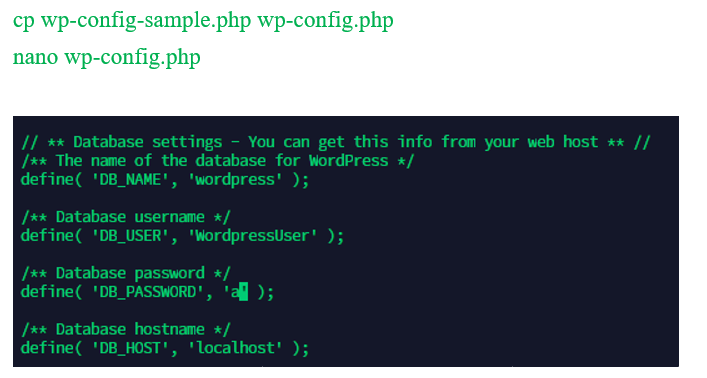 cp wp-config-sample.php wp-config.php
nano wp-config.php
// ** Database settings - You can get this info from your web host ** //
/** The name of the database for WordPress */
define( 'DB_NAME', 'wordpress' );
/** Database username */
define( 'DB_USER', 'WordpressUser' );
/** Database password */
define( 'DB_PASSWORD', 'a' );
/** Database hostname */
define( 'DB_HOST', 'localhost' );